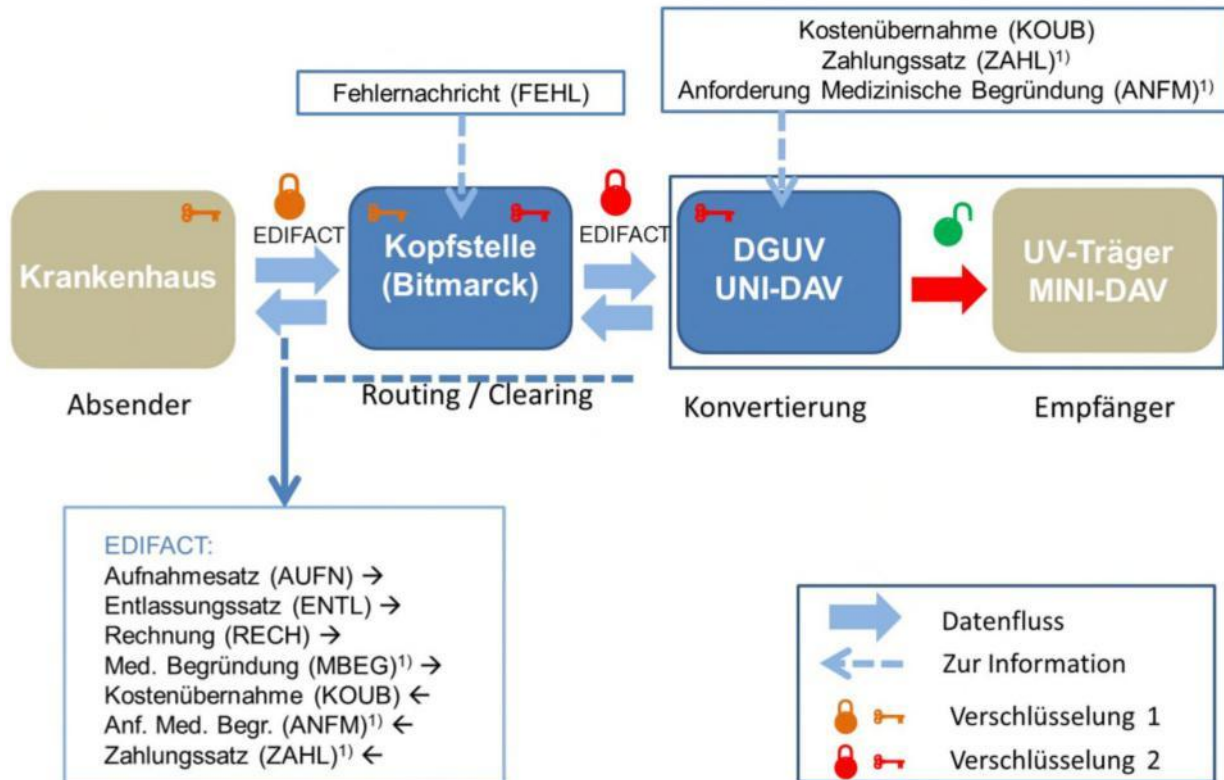 Kostenübernahme (KOUB)
Zahlungssatz (ZAHL)¹⁾
Anforderung Medizinische Begründung (ANFM)¹⁾
Fehlernachricht (FEHL)
EDIFACT
EDIFACT
Krankenhaus
Kopfstelle
(Bitmarck)
DGUV
UNI-DAV
UV-Träger
MINI-DAV
Absender
Routing / Clearing
Konvertierung
Empfänger
EDIFACT:
Aufnahmesatz (AUFN) →
Entlassungssatz (ENTL) →
Rechnung (RECH) →
Med. Begründung (MBEG)¹⁾ →
Kostenübernahme (KOUB) ←
Anf. Med. Begr. (ANFM)¹⁾ ←
Zahlungssatz (ZAHL)¹⁾ ←
Datenfluss
Zur Information
Verschlüsselung 1
Verschlüsselung 2